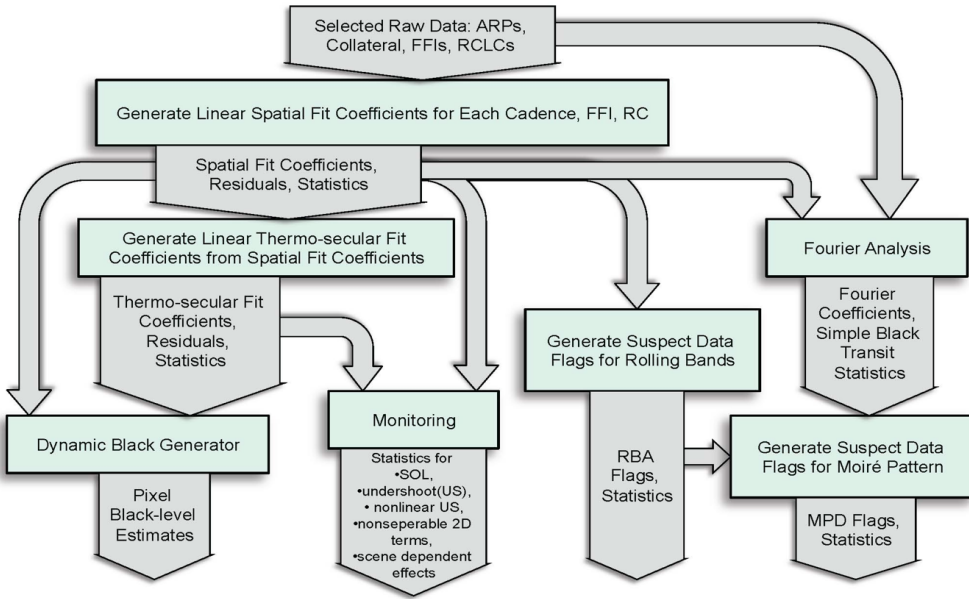 Selected Raw Data: ARPs,
Collateral, FFIs, RCLCs
Generate Linear Spatial Fit Coefficients for Each Cadence, FFI, RC
Spatial Fit Coefficients,
Residuals, Statistics
Generate Linear Thermo-secular Fit
Coefficients from Spatial Fit Coefficients
Fourier Analysis
Thermo-secular Fit
Coefficients,
Residuals,
Statistics
Fourier
Coefficients,
Simple Black
Transit
Statistics
Generate Suspect Data
Flags for Rolling Bands
Dynamic Black Generator
Monitoring
Generate Suspect Data
Flags for Moiré Pattern
Pixel
Black-level
Estimates
Statistics for
•SOL,
•undershoot(US),
• nonlinear US,
•nonseperable 2D
terms,
•scene dependent
effects
RBA
Flags,
Statistics
MPD Flags,
Statistics